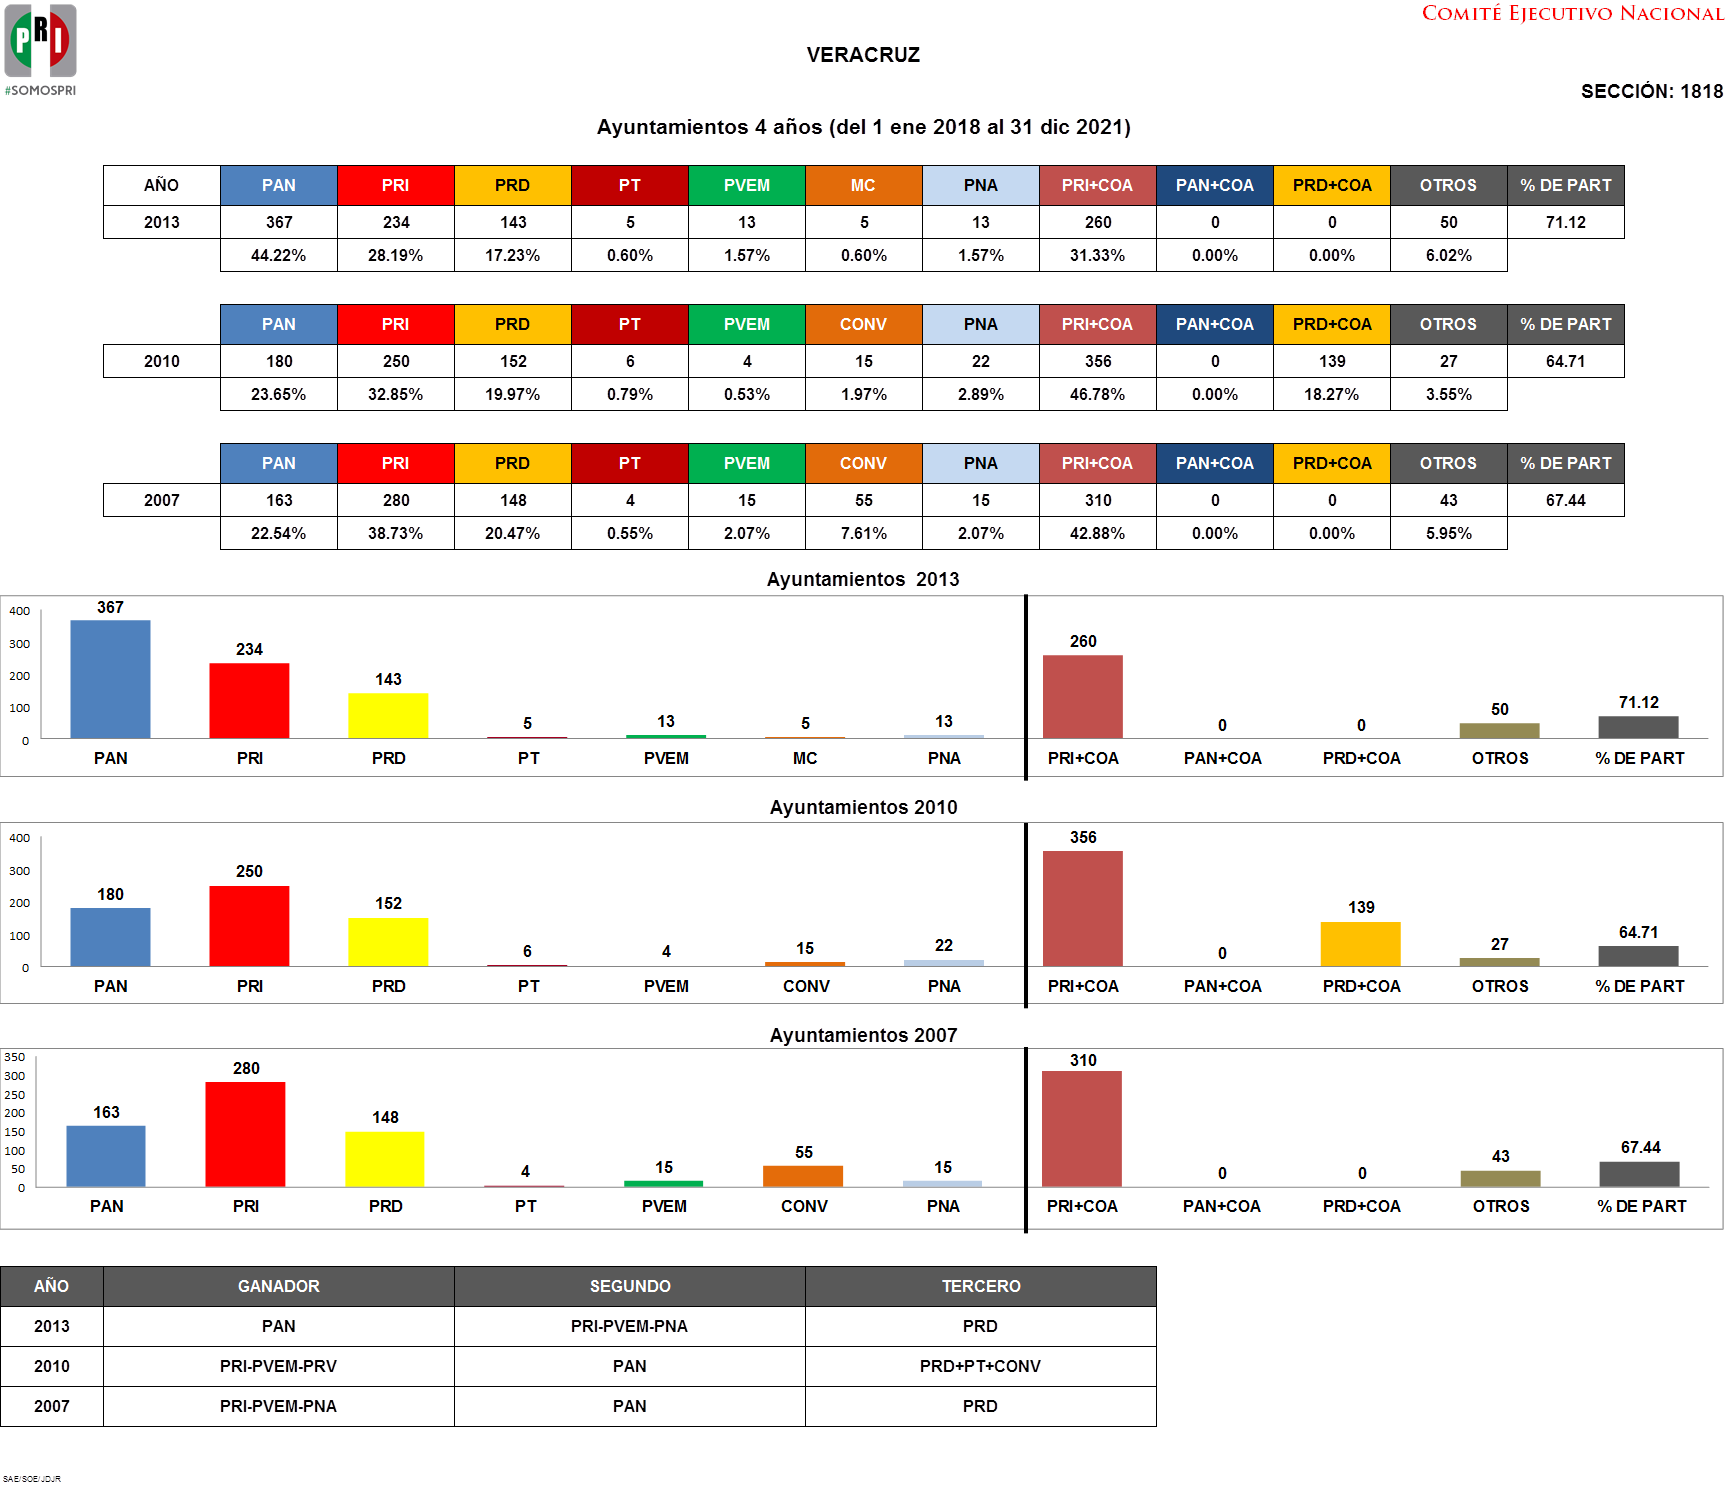 PRI
#SOMOSPRI
COMITÉ EJECUTIVO NACIONAL
VERACRUZ
SECCIÓN: 1818
Ayuntamientos 4 años (del 1 ene 2018 al 31 dic 2021)
AÑO PAN PRI PRD PT PVEM MC PNA PRI+COA PAN+COA PRD+COA OTROS % DE PART
2013 367 234 143 5 13 5 13 260 0 0 50 71.12
44.22% 28.19% 17.23% 0.60% 1.57% 0.60% 1.57% 31.33% 0.00% 0.00% 6.02%
PAN PRI PRD PT PVEM CONV PNA PRI+COA PAN+COA PRD+COA OTROS % DE PART
2010 180 250 152 6 4 15 22 356 0 139 27 64.71
23.65% 32.85% 19.97% 0.79% 0.53% 1.97% 2.89% 46.78% 0.00% 18.27% 3.55%
PAN PRI PRD PT PVEM CONV PNA PRI+COA PAN+COA PRD+COA OTROS % DE PART
2007 163 280 148 4 15 55 15 310 0 0 43 67.44
22.54% 38.73% 20.47% 0.55% 2.07% 7.61% 2.07% 42.88% 0.00% 0.00% 5.95%
Ayuntamientos 2013
400
300
200
100
0
367 234 143 5 13 5 13 260 0 0 50 71.12
PAN PRI PRD PT PVEM MC PNA PRI+COA PAN+COA PRD+COA OTROS % DE PART
Ayuntamientos 2010
400
300
200
100
0
180 250 152 6 4 15 22 356 0 139 27 64.71
PAN PRI PRD PT PVEM CONV PNA PRI+COA PAN+COA PRD+COA OTROS % DE PART
Ayuntamientos 2007
350
300
250
200
150
100
50
0
163 280 148 4 15 55 15 310 0 0 43 67.44
PAN PRI PRD PT PVEM CONV PNA PRI+COA PAN+COA PRD+COA OTROS % DE PART
AÑO GANADOR SEGUNDO TERCERO
2013 PAN PRI-PVEM-PNA PRD
2010 PRI-PVEM-PRV PAN PRD+PT+CONV
2007 PRI-PVEM-PNA PAN PRD
SAE/SOE/JDJR